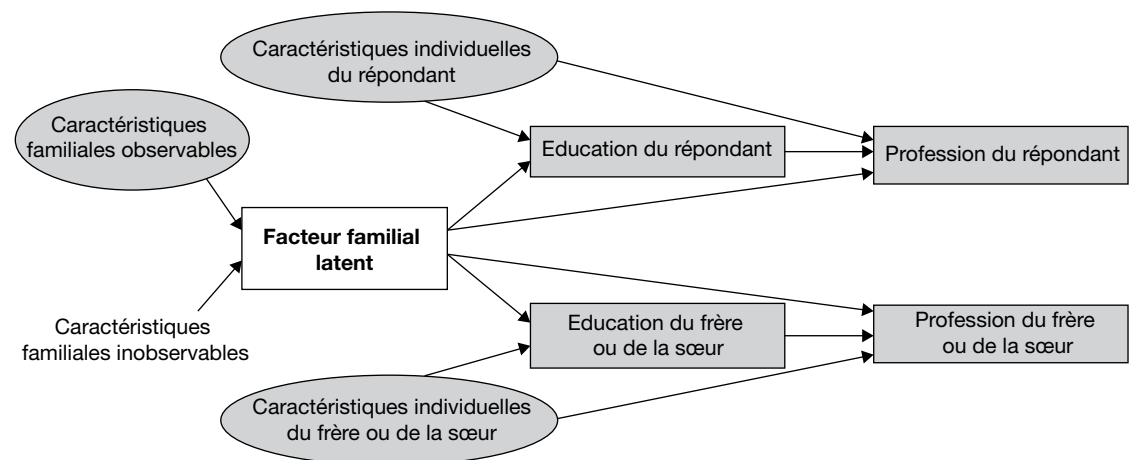 Caractéristiques individuelles
du répondant
Caractéristiques
familiales observables
Education du répondant
Profession du répondant
Facteur familial
latent
Caractéristiques
familiales inobservables
Education du frère
ou de la sœur
Profession du frère
ou de la sœur
Caractéristiques individuelles
du frère ou de la sœur